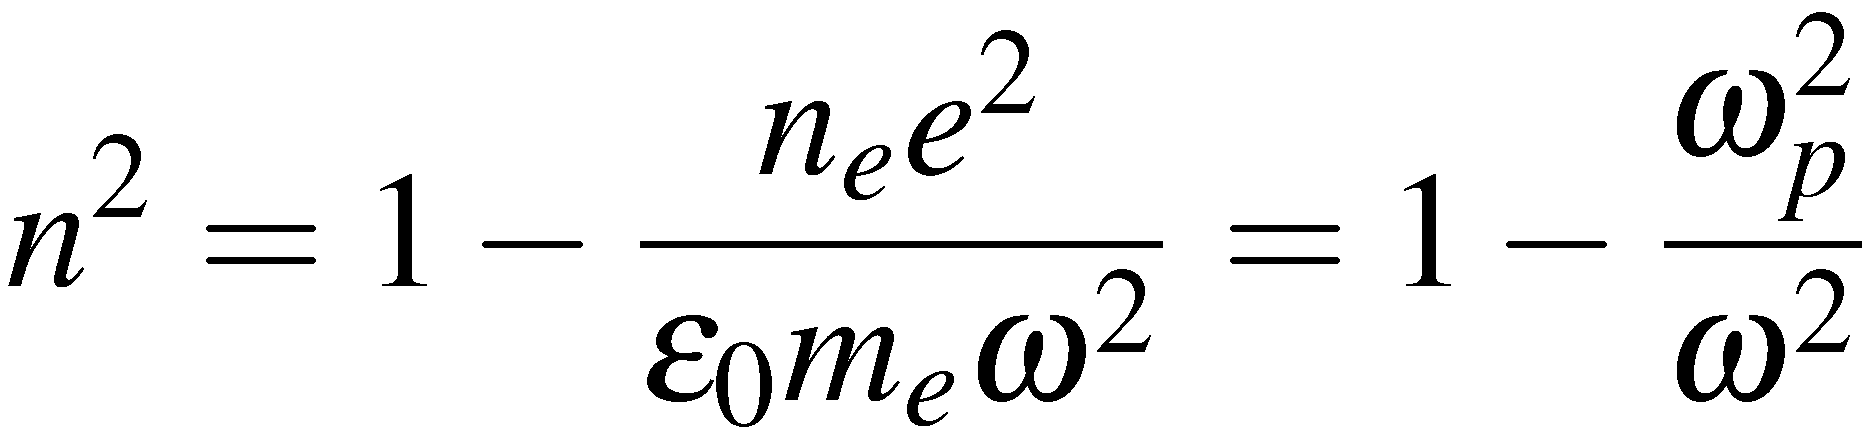 n² = 1 − nₑe² / ε₀mₑω² = 1 − ωₚ² / ω²